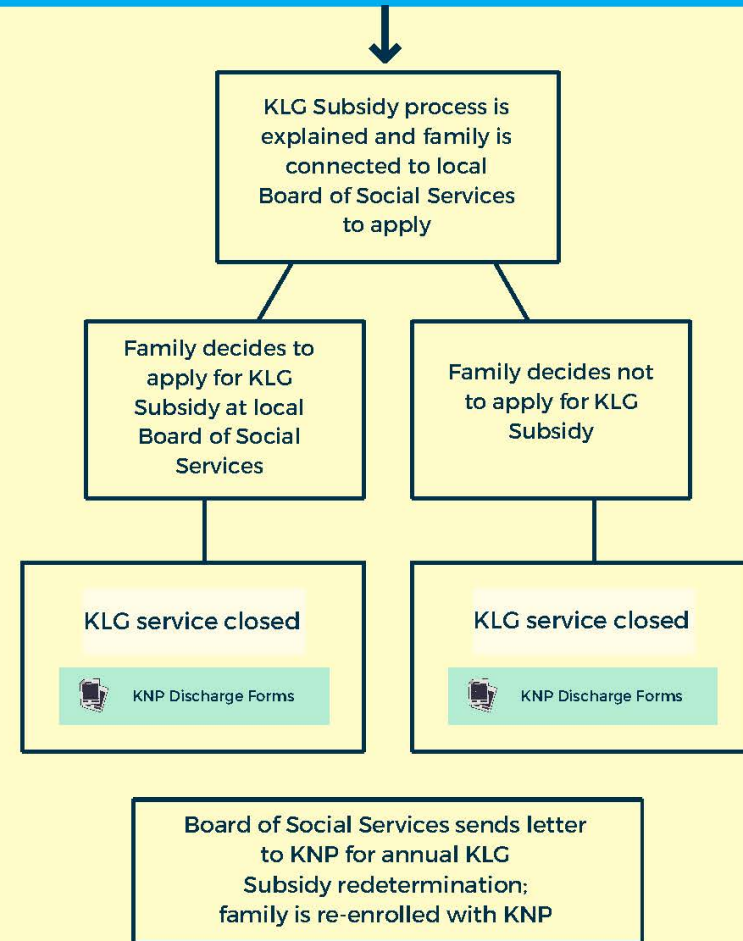 KLG Subsidy process is
explained and family is
connected to local
Board of Social Services
to apply
Family decides to
apply for KLG
Subsidy at local
Board of Social
Services
Family decides not
to apply for KLG
Subsidy
KLG service closed
KNP Discharge Forms
KLG service closed
KNP Discharge Forms
Board of Social Services sends letter
to KNP for annual KLG
Subsidy redetermination;
family is re-enrolled with KNP